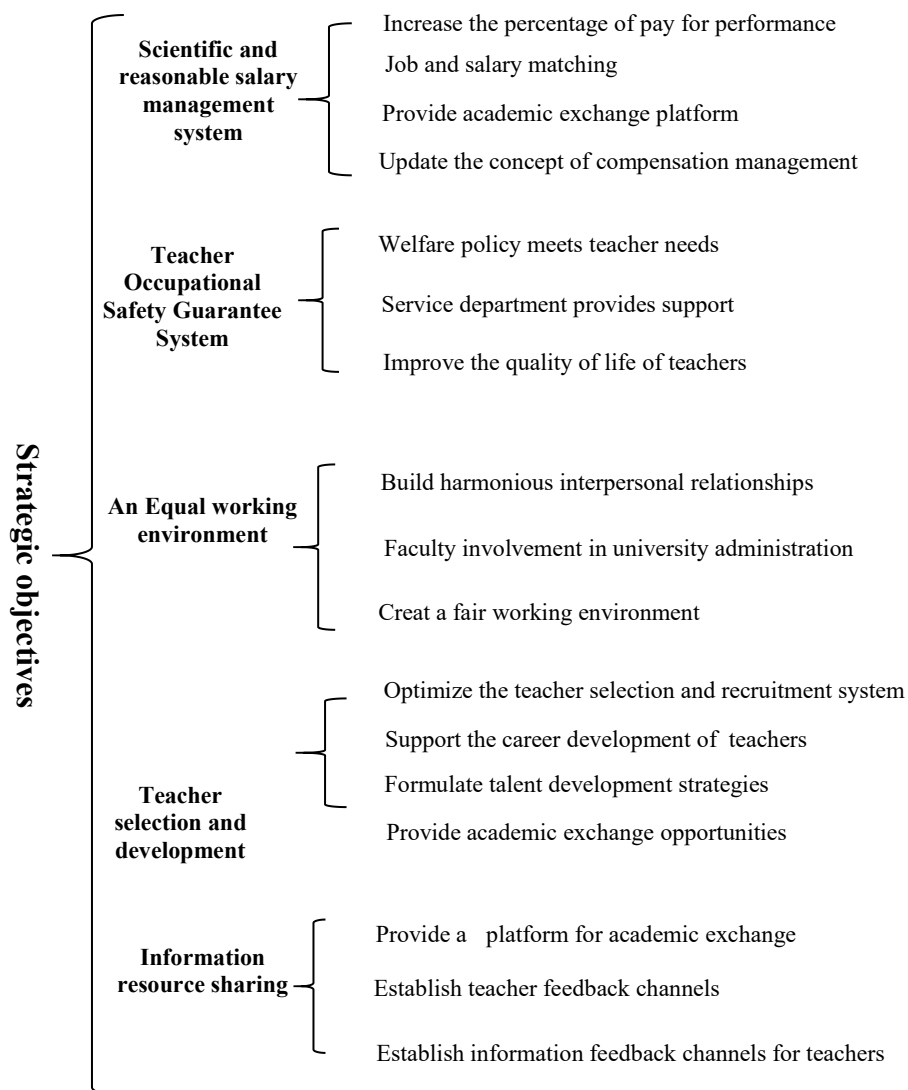 Strategic objectives
Scientific and
reasonable salary
management
system
Increase the percentage of pay for performance
Job and salary matching
Provide academic exchange platform
Update the concept of compensation management
Teacher
Occupational
Safety Guarantee
System
Welfare policy meets teacher needs
Service department provides support
Improve the quality of life of teachers
An Equal working
environment
Build harmonious interpersonal relationships
Faculty involvement in university administration
Creat a fair working environment
Teacher
selection and
development
Optimize the teacher selection and recruitment system
Support the career development of teachers
Formulate talent development strategies
Provide academic exchange opportunities
Information
resource sharing
Provide a platform for academic exchange
Establish teacher feedback channels
Establish information feedback channels for teachers